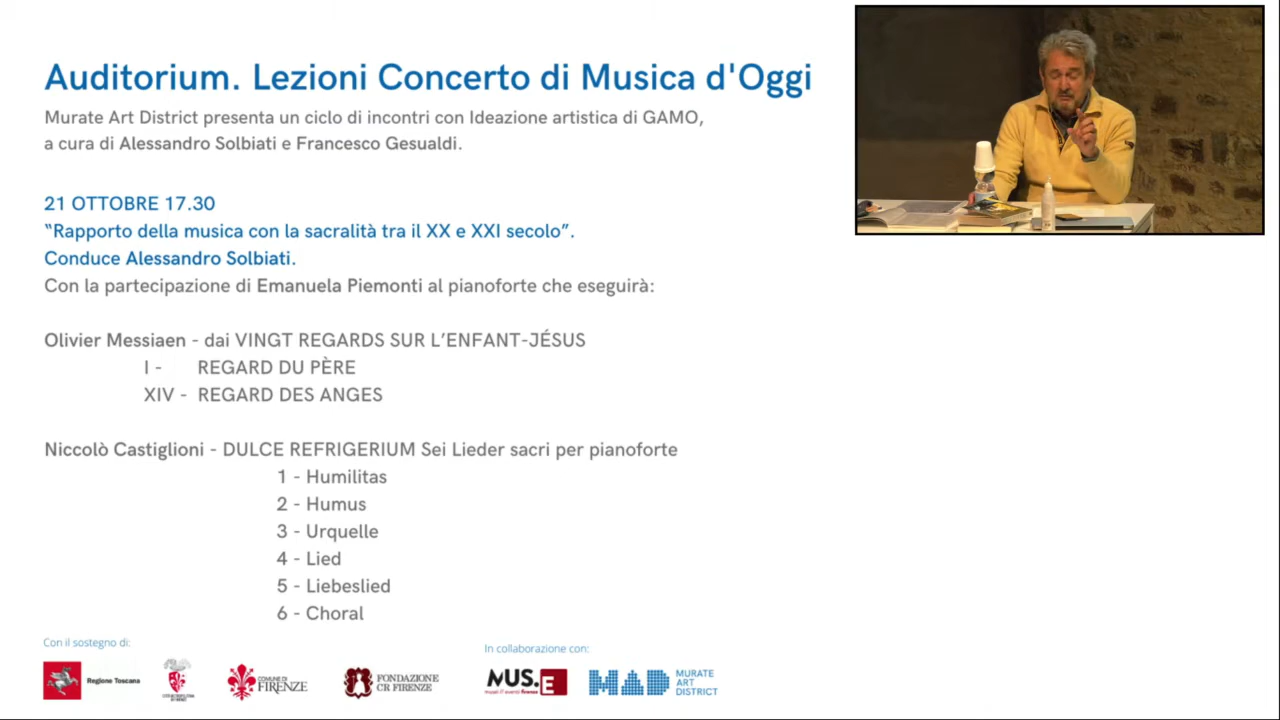 Auditorium. Lezioni Concerto di Musica d'Oggi
Murate Art District presenta un ciclo di incontri con Ideazione artistica di GAMO,
a cura di Alessandro Solbiati e Francesco Gesualdi.
21 OTTOBRE 17.30
“Rapporto della musica con la sacralità tra il XX e XXI secolo”.
Conduce Alessandro Solbiati.
Con la partecipazione di Emanuela Piemonti al pianoforte che eseguirà:
Olivier Messiaen - dai VINGT REGARDS SUR L’ENFANT-JÉSUS
I - REGARD DU PÈRE
XIV - REGARD DES ANGES
Niccolò Castiglioni - DULCE REFRIGERIUM Sei Lieder sacri per pianoforte
1 - Humilitas
2 - Humus
3 - Urquelle
4 - Lied
5 - Liebeslied
6 - Choral
Con il sostegno di:
In collaborazione con:
Regione Toscana
COMUNE DI
FIRENZE
FONDAZIONE
CR FIRENZE
MUS.E
musei // eventi firenze
MAD
MURATE
ART
DISTRICT